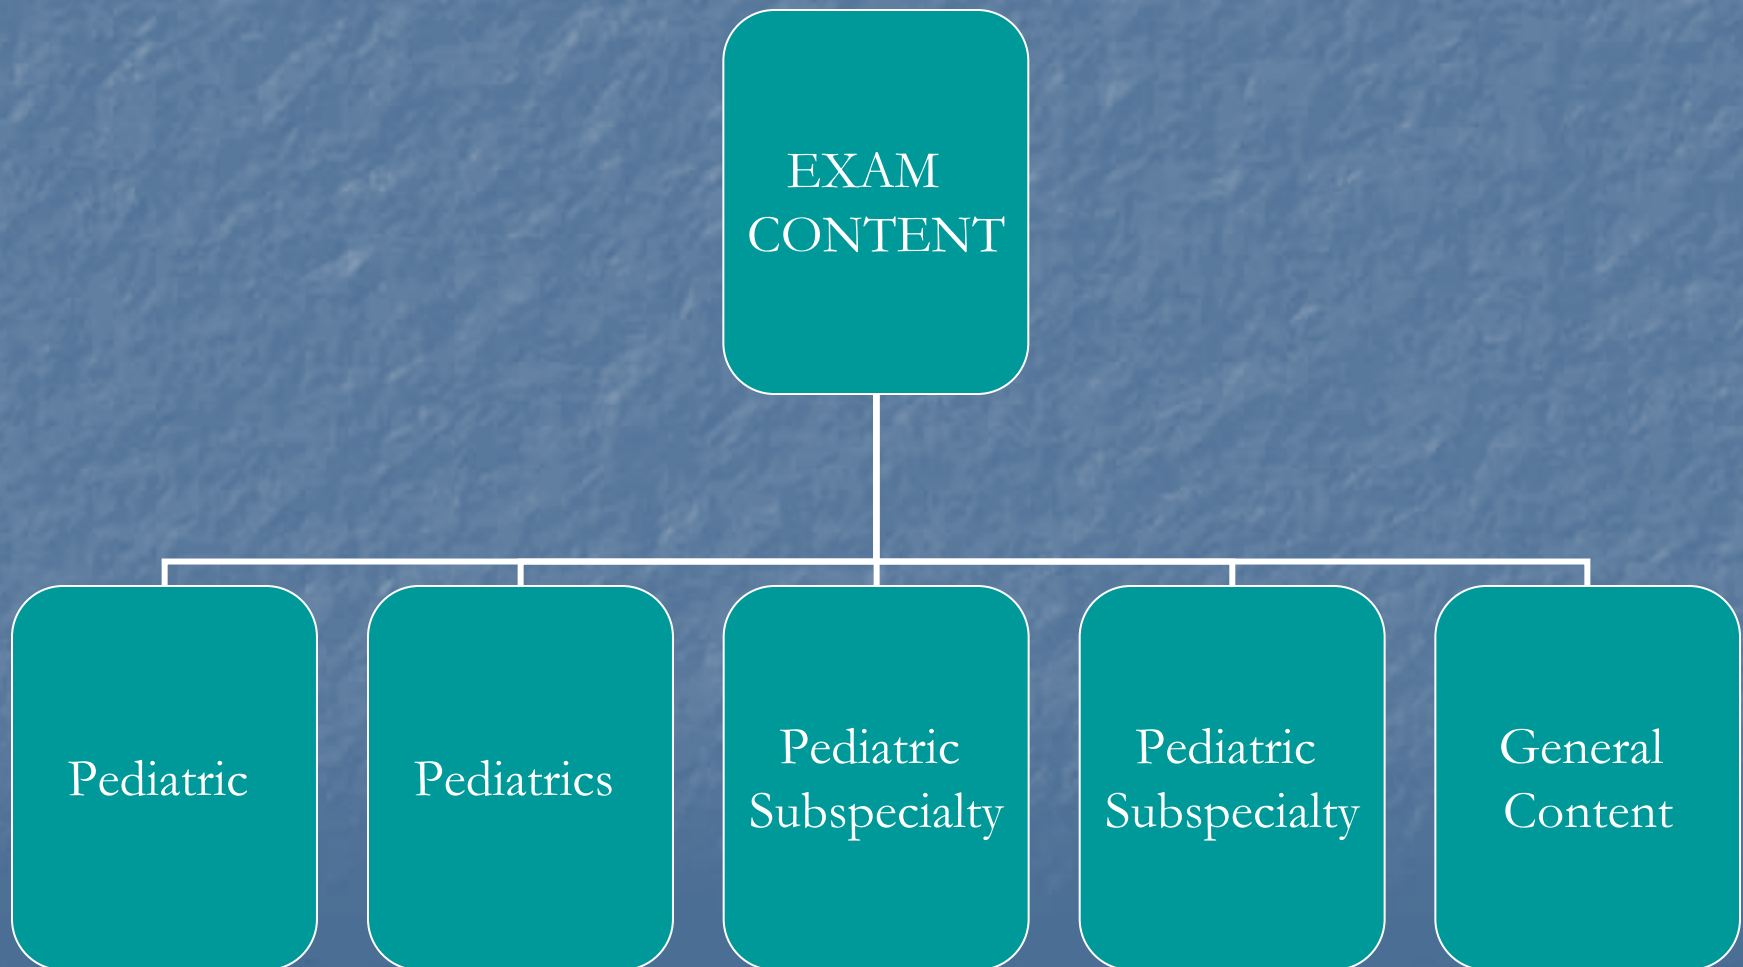 EXAM
CONTENT
Pediatric
Pediatrics
Pediatric
Subspecialty
Pediatric
Subspecialty
General
Content